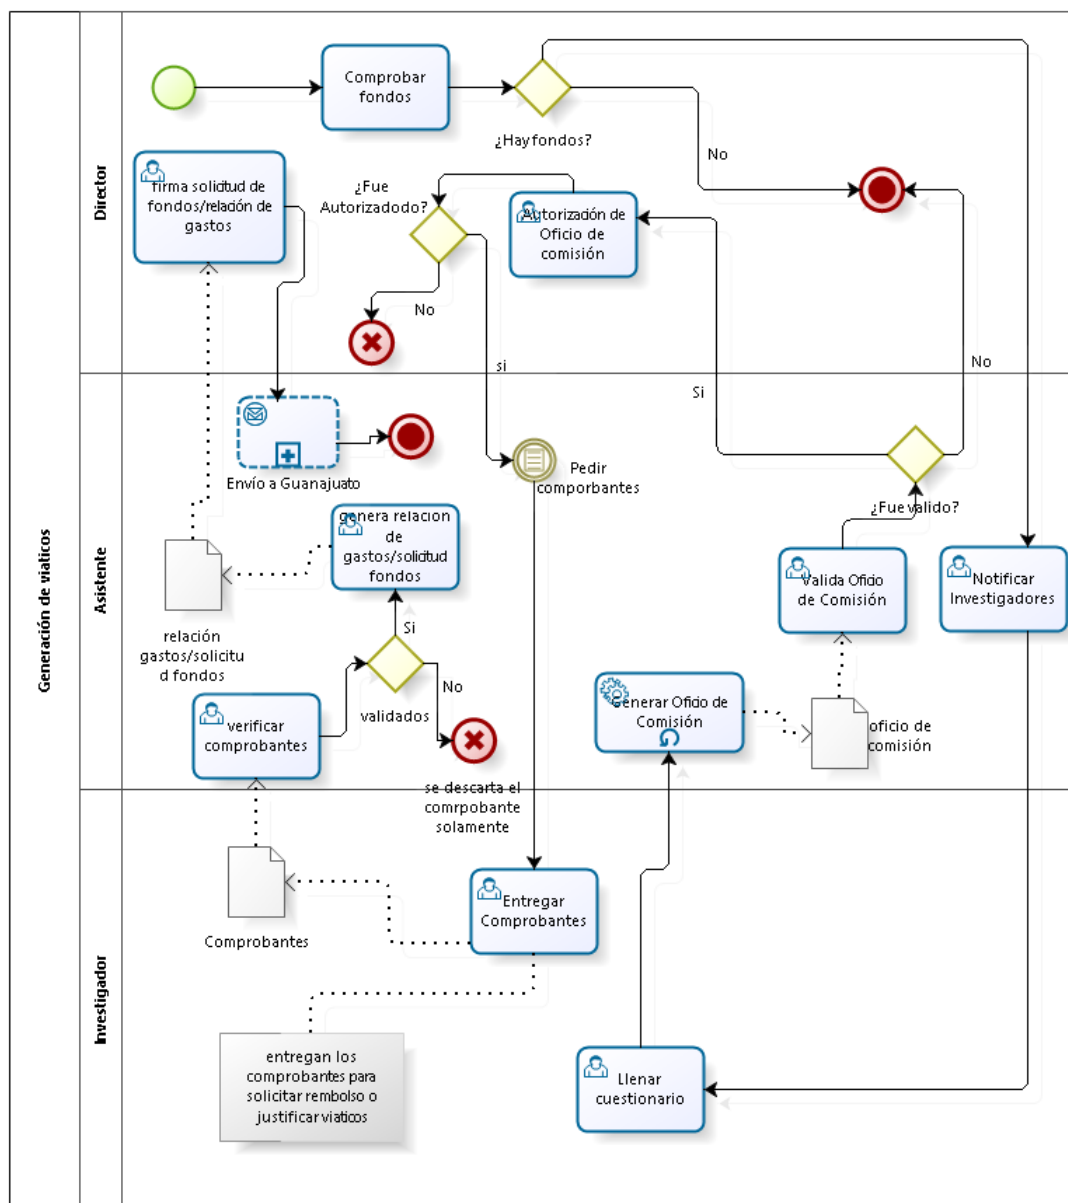 Generación de viaticos
Director
Comprobar
fondos
¿Hay fondos?
No
firma solicitud de
fondos/relación de
gastos
¿Fue
Autorizadodo?
Autorización de
Oficio de
comisión
No
si
Si
No
Asistente
Envío a Guanajuato
Pedir
comporbantes
¿Fue valido?
genera relacion
de
gastos/solicitud
fondos
Valida Oficio
de Comisión
Notificar
Investigadores
relación
gastos/solicitu
d fondos
Si
No
validados
verificar
comprobantes
Generar Oficio de
Comisión
oficio de
comisión
se descarta el
comrpobante
solamente
Investigador
Comprobantes
Entregar
Comprobantes
entregan los
comprobantes para
solicitar rembolso o
justificar viaticos
Llenar
cuestionario